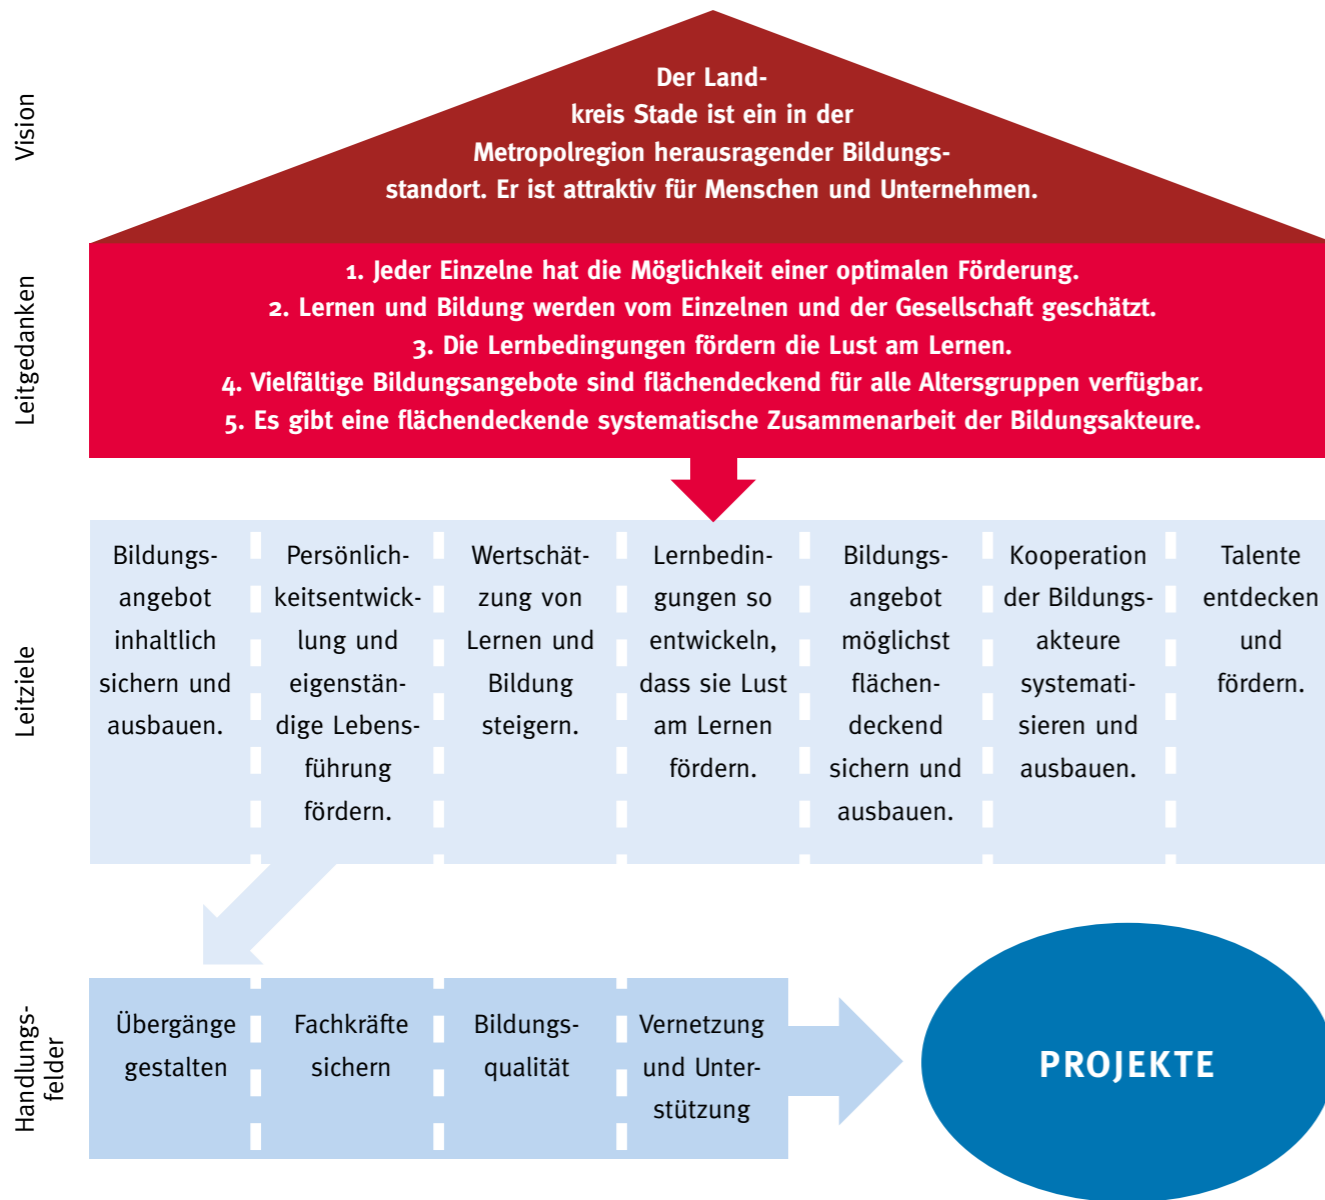 Vision
Der Land-
kreis Stade ist ein in der
Metropolregion herausragender Bildungs-
standort. Er ist attraktiv für Menschen und Unternehmen.
Leitgedanken
1. Jeder Einzelne hat die Möglichkeit einer optimalen Förderung.
2. Lernen und Bildung werden vom Einzelnen und der Gesellschaft geschätzt.
3. Die Lernbedingungen fördern die Lust am Lernen.
4. Vielfältige Bildungsangebote sind flächendeckend für alle Altersgruppen verfügbar.
5. Es gibt eine flächendeckende systematische Zusammenarbeit der Bildungsakteure.
Leitziele
Bildungs-
angebot
inhaltlich
sichern und
ausbauen.
Persönlich-
keitsentwick-
lung und
eigenstän-
dige Lebens-
führung
fördern.
Wertschät-
zung von
Lernen und
Bildung
steigern.
Lernbedin-
gungen so
entwickeln,
dass sie Lust
am Lernen
fördern.
Bildungs-
angebot
möglichst
flächen-
deckend
sichern und
ausbauen.
Kooperation
der Bildungs-
akteure
systemati-
sieren und
ausbauen.
Talente
entdecken
und
fördern.
Handlungs-
felder
Übergänge
gestalten
Fachkräfte
sichern
Bildungs-
qualität
Vernetzung
und Unter-
stützung
PROJEKTE